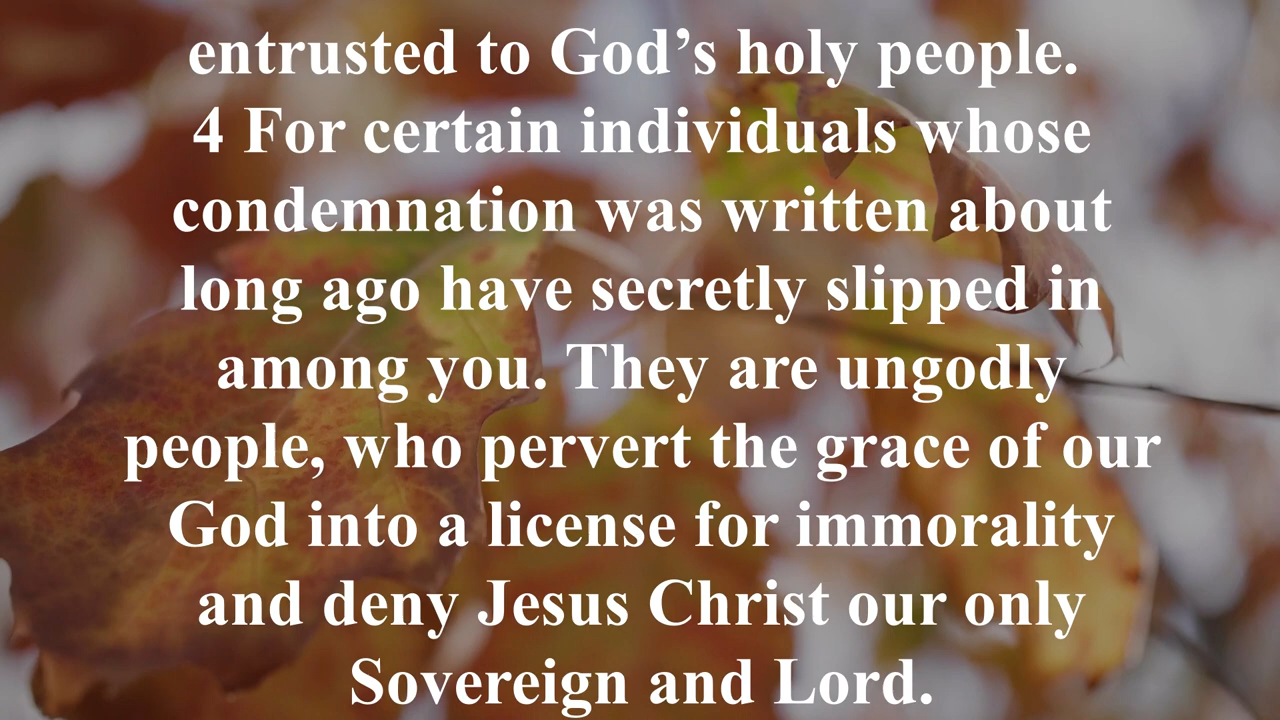 entrusted to God’s holy people.
4 For certain individuals whose
condemnation was written about
long ago have secretly slipped in
among you. They are ungodly
people, who pervert the grace of our
God into a license for immorality
and deny Jesus Christ our only
Sovereign and Lord.